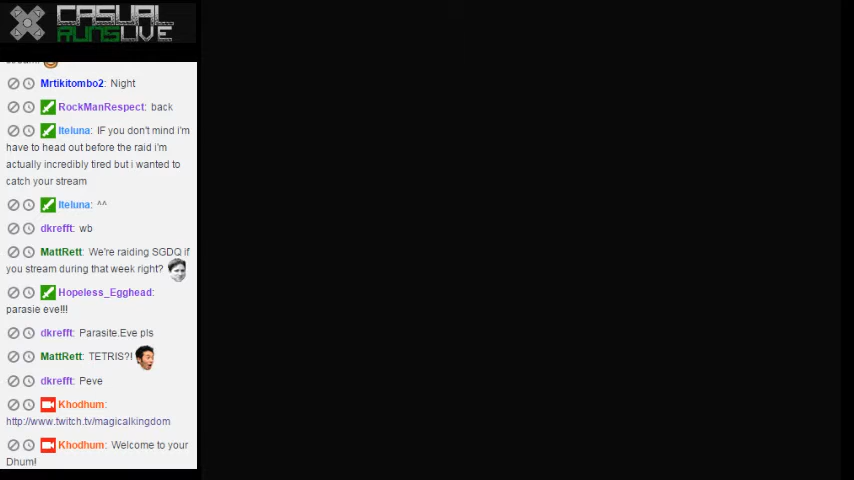 CASUAL
RUNSLIVE
Mrtikitombo2: Night
RockManRespect: back
Iteluna: IF you don't mind i'm
have to head out before the raid i'm
actually incredibly tired but i wanted to
catch your stream
Iteluna: ^^
dkrefft: wb
MattRett: We're raiding SGDQ if
you stream during that week right?
Hopeless_Egghead:
parasie eve!!!
dkrefft: Parasite.Eve pls
MattRett: TETRIS?!
dkrefft: Peve
Khodhum:
http://www.twitch.tv/magicalkingdom
Khodhum: Welcome to your
Dhum!